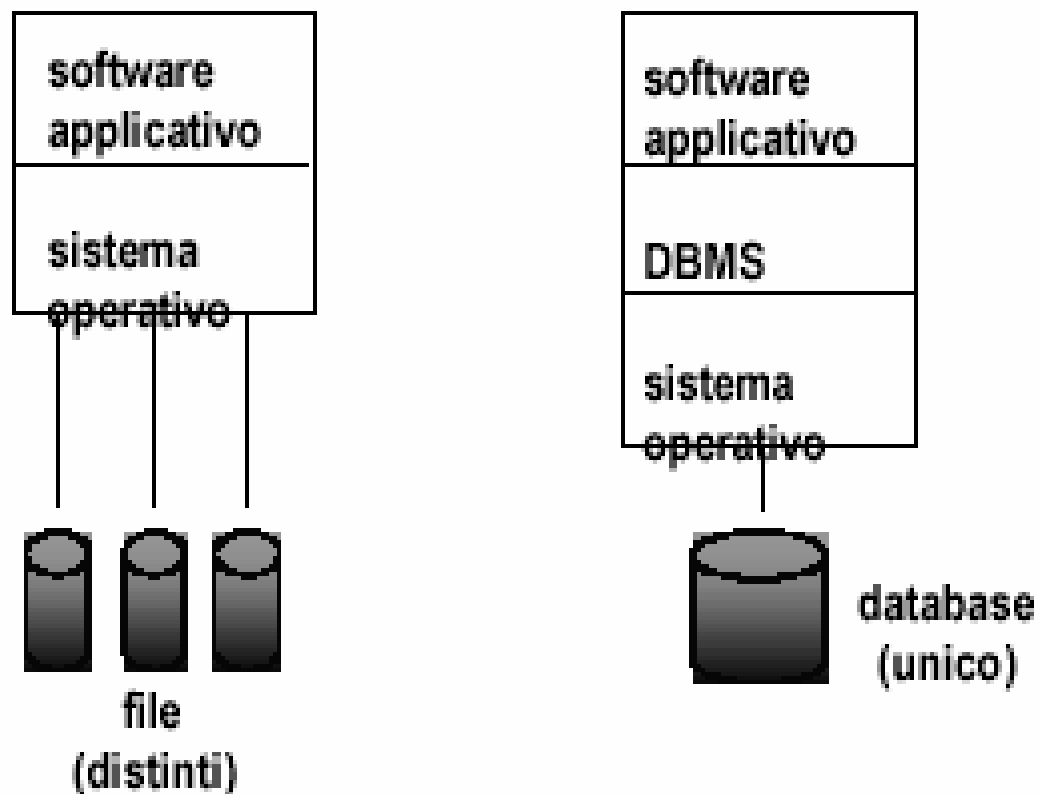 software
applicativo
sistema
operativo
file
(distinti)
software
applicativo
DBMS
sistema
operativo
database
(unico)